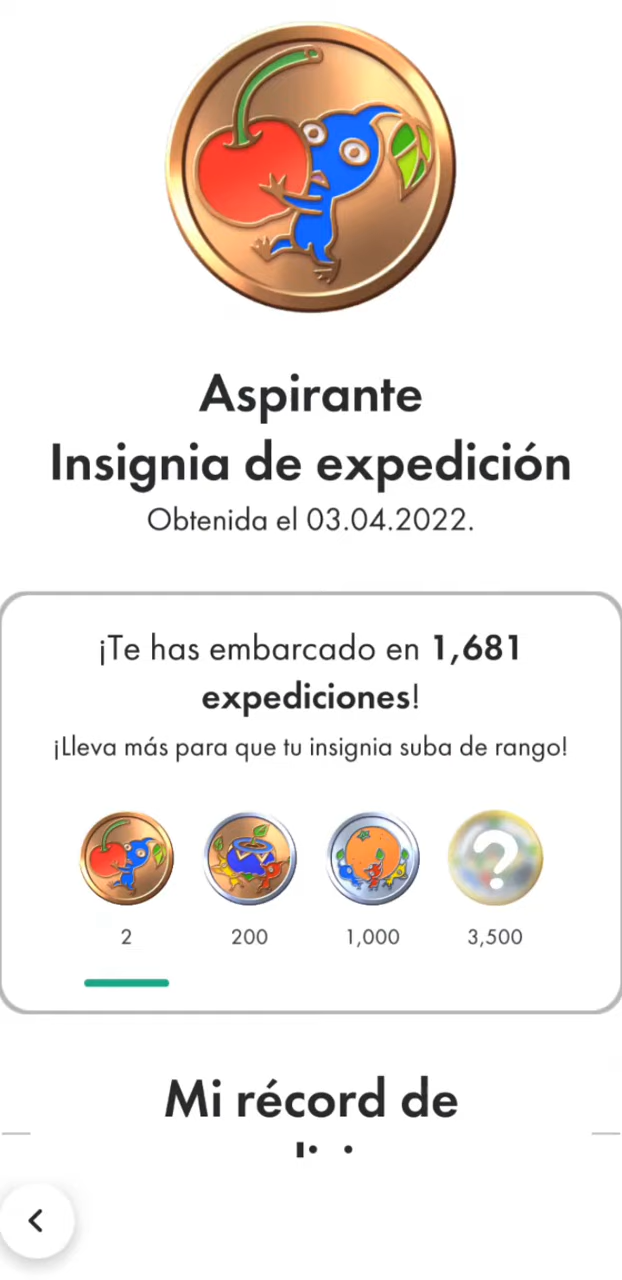 Aspirante
Insignia de expedición
Obtenida el 03.04.2022.
¡Te has embarcado en 1,681
expediciones!
¡Lleva más para que tu insignia suba de rango!
?
2 200 1,000 3,500
Mi récord de